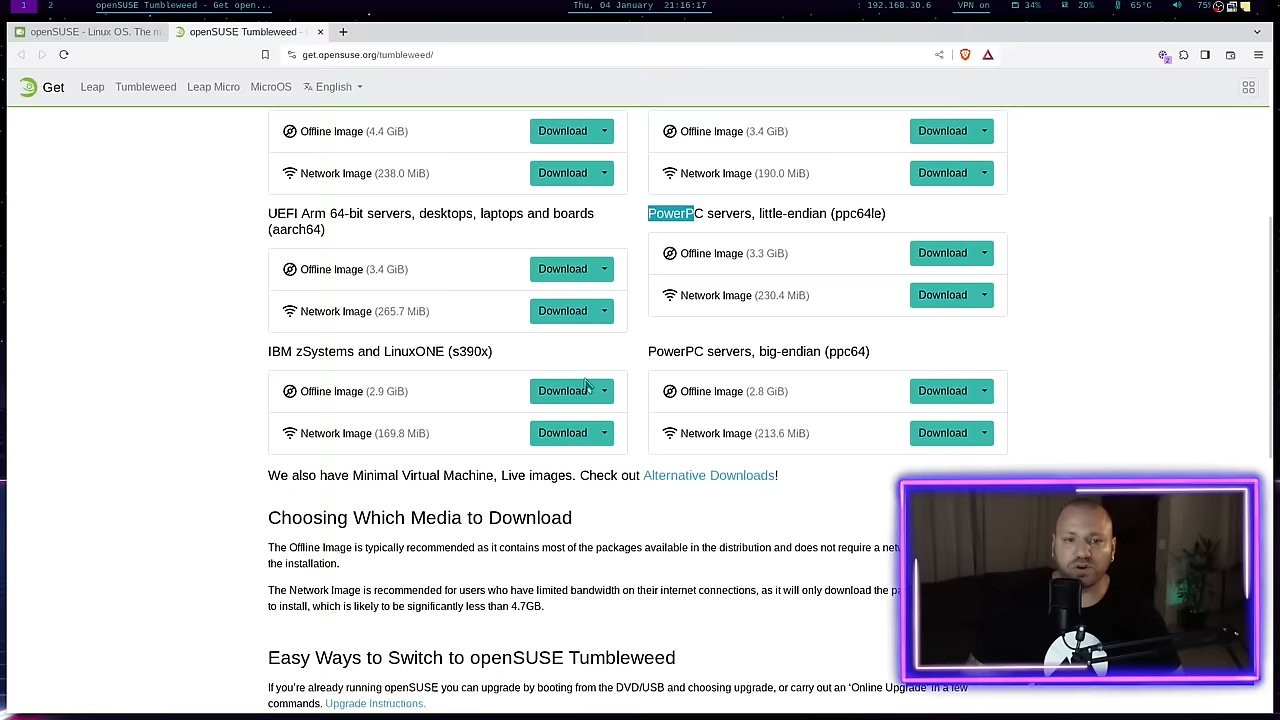 1 2 openSUSE Tumbleweed - Get open... Thu, 04 January 21:16:17 : 192.168.30.6 VPN on 34% 20% 65°C 75%
openSUSE - Linux OS. The m openSUSE Tumbleweed -
get.opensuse.org/tumbleweed/
Get Leap Tumbleweed Leap Micro MicroOS English
Offline Image (4.4 GiB) Download
Offline Image (3.4 GiB) Download
Network Image (238.0 MiB) Download
Network Image (190.0 MiB) Download
UEFI Arm 64-bit servers, desktops, laptops and boards
(aarch64)
Offline Image (3.4 GiB) Download
Network Image (265.7 MiB) Download
PowerPC servers, little-endian (ppc64le)
Offline Image (3.3 GiB) Download
Network Image (230.4 MiB) Download
IBM zSystems and LinuxONE (s390x)
Offline Image (2.9 GiB) Download
Network Image (169.8 MiB) Download
PowerPC servers, big-endian (ppc64)
Offline Image (2.8 GiB) Download
Network Image (213.6 MiB) Download
We also have Minimal Virtual Machine, Live images. Check out Alternative Downloads!
Choosing Which Media to Download
The Offline Image is typically recommended as it contains most of the packages available in the distribution and does not require a
the installation.
The Network Image is recommended for users who have limited bandwidth on their internet connections, as it will only download the
to install, which is likely to be significantly less than 4.7GB.
Easy Ways to Switch to openSUSE Tumbleweed
If you're already running openSUSE you can upgrade by booting from the DVD/USB and choosing upgrade, or carry out an 'Online Upgrade' in a few
commands. Upgrade Instructions.